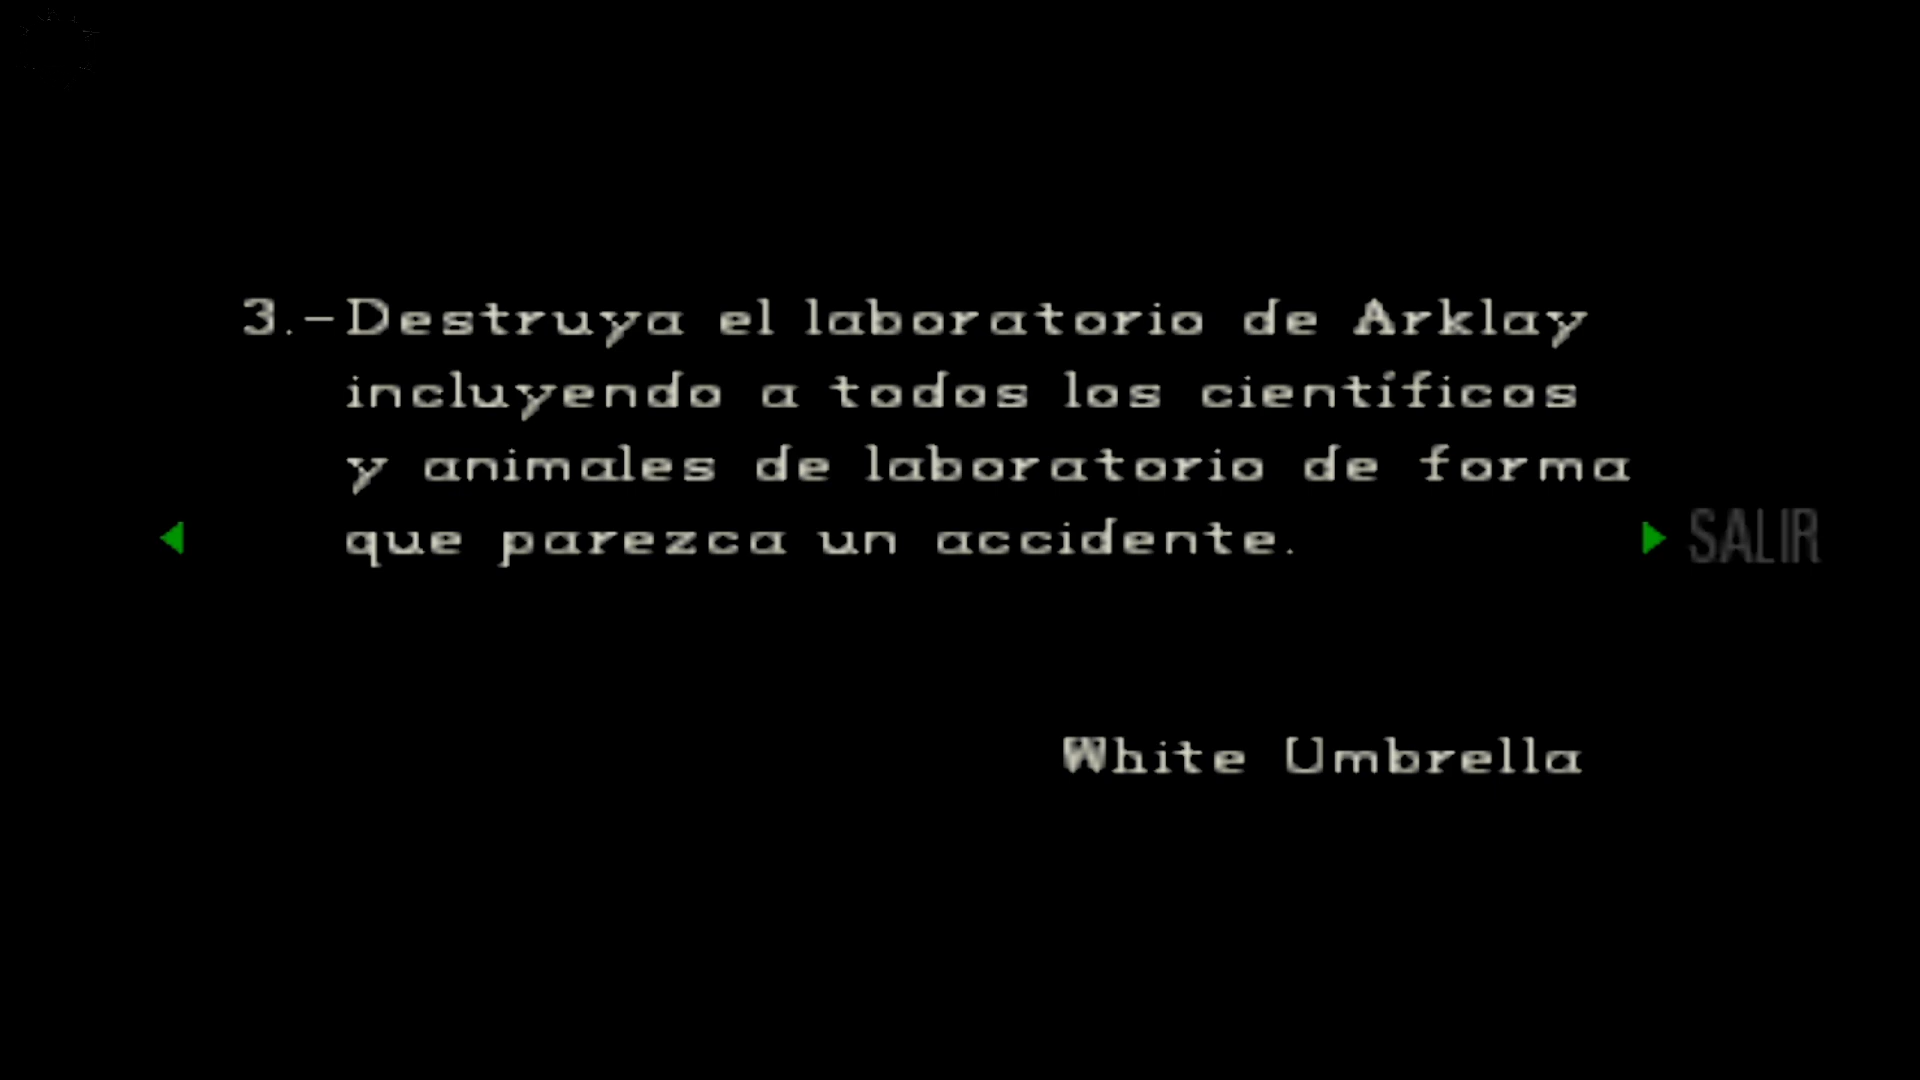 3.-Destruya el laboratorio de Arklay
incluyendo a todos los científicos
y animales de laboratorio de forma
que parezca un accidente.
SALIR
White Umbrella